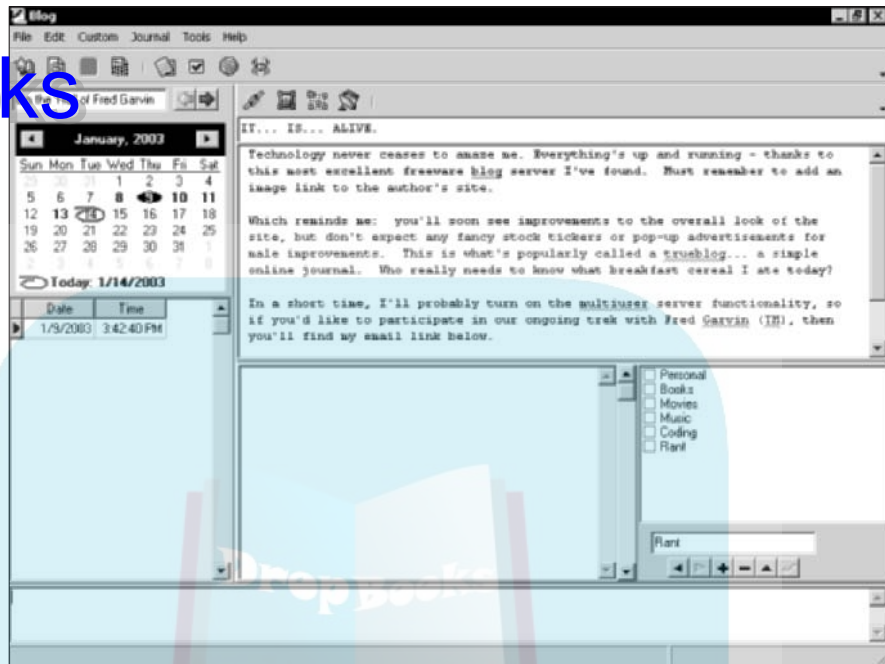 Blog
File Edit Custom Journal Tools Help
ks
of Fred Garvin
January, 2003
Sun Mon Tue Wed Thu Fri Sat
29 30 31 1 2 3 4
5 6 7 8 9 10 11
12 13 14 15 16 17 18
19 20 21 22 23 24 25
26 27 28 29 30 31 1
2 3 4 5 6 7 8
Today: 1/14/2003
Date Time
1/9/2003 3:42:40 PM
IT... IS... ALIVE.
Technology never ceases to amaze me. Everything's up and running - thanks to
this most excellent freeware blog server I've found. Must remember to add an
image link to the author's site.
Which reminds me: you'll soon see improvements to the overall look of the
site, but don't expect any fancy stock tickers or pop-up advertisements for
male improvements. This is what's popularly called a trueblog... a simple
online journal. Who really needs to know what breakfast cereal I ate today?
In a short time, I'll probably turn on the multiuser server functionality, so
if you'd like to participate in our ongoing trek with Fred Garvin (TM), then
you'll find my email link below.
Personal
Books
Movies
Music
Coding
Rant
Rant
DropBooks